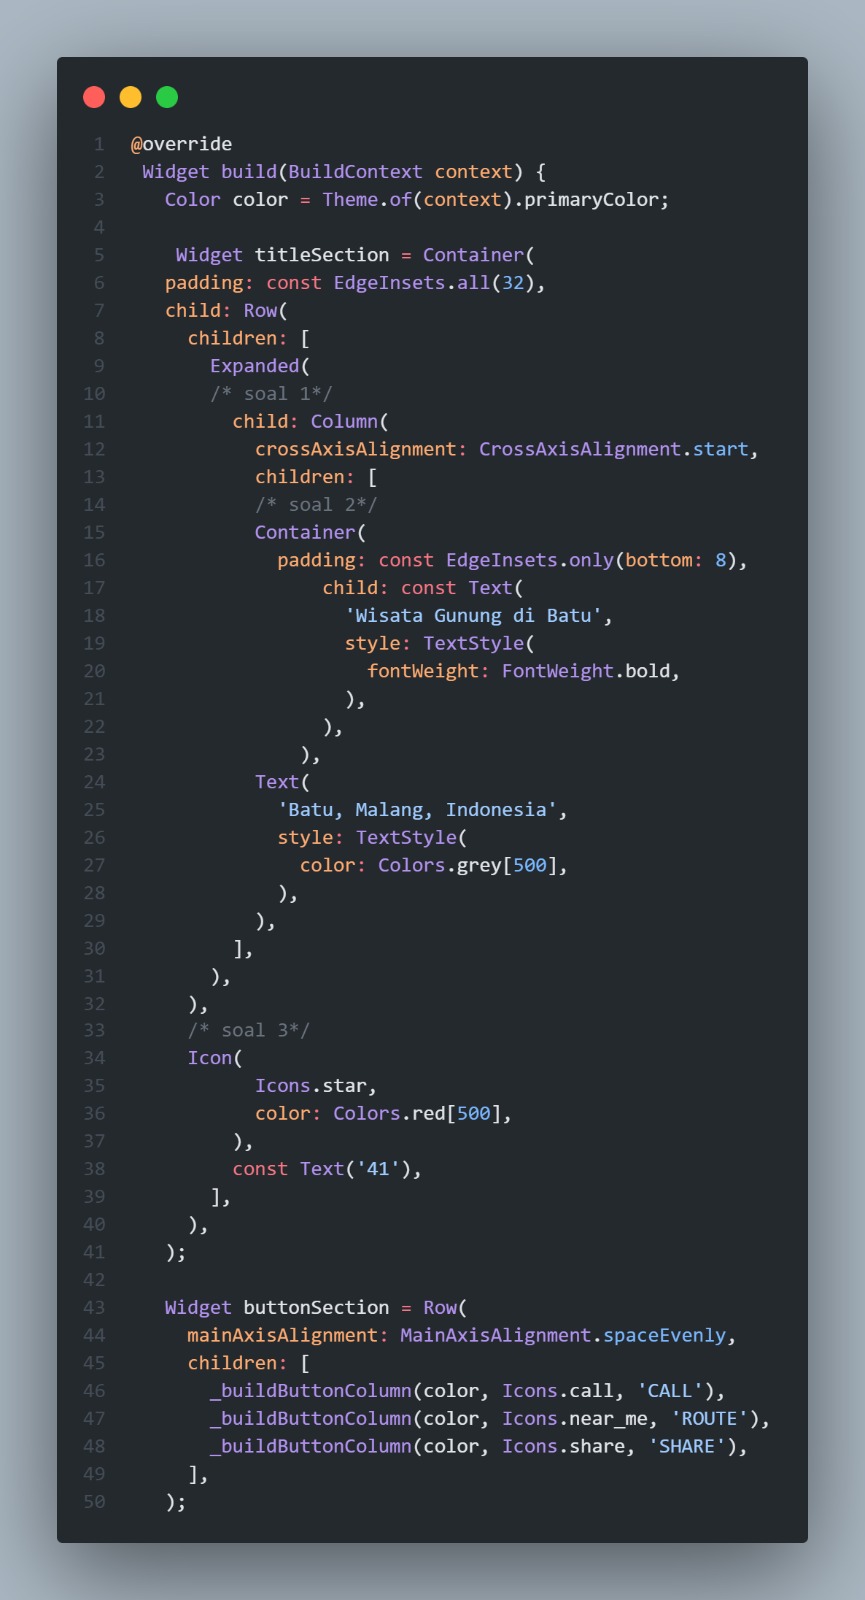 1 @override
2 Widget build(BuildContext context) {
3 Color color = Theme.of(context).primaryColor;
4
5 Widget titleSection = Container(
6 padding: const EdgeInsets.all(32),
7 child: Row(
8 children: [
9 Expanded(
10 /* soal 1*/
11 child: Column(
12 crossAxisAlignment: CrossAxisAlignment.start,
13 children: [
14 /* soal 2*/
15 Container(
16 padding: const EdgeInsets.only(bottom: 8),
17 child: const Text(
18 'Wisata Gunung di Batu',
19 style: TextStyle(
20 fontWeight: FontWeight.bold,
21 ),
22 ),
23 ),
24 Text(
25 'Batu, Malang, Indonesia',
26 style: TextStyle(
27 color: Colors.grey[500],
28 ),
29 ),
30 ],
31 ),
32 ),
33 /* soal 3*/
34 Icon(
35 Icons.star,
36 color: Colors.red[500],
37 ),
38 const Text('41'),
39 ],
40 ),
41 );
42
43 Widget buttonSection = Row(
44 mainAxisAlignment: MainAxisAlignment.spaceEvenly,
45 children: [
46 _buildButtonColumn(color, Icons.call, 'CALL'),
47 _buildButtonColumn(color, Icons.near_me, 'ROUTE'),
48 _buildButtonColumn(color, Icons.share, 'SHARE'),
49 ],
50 );